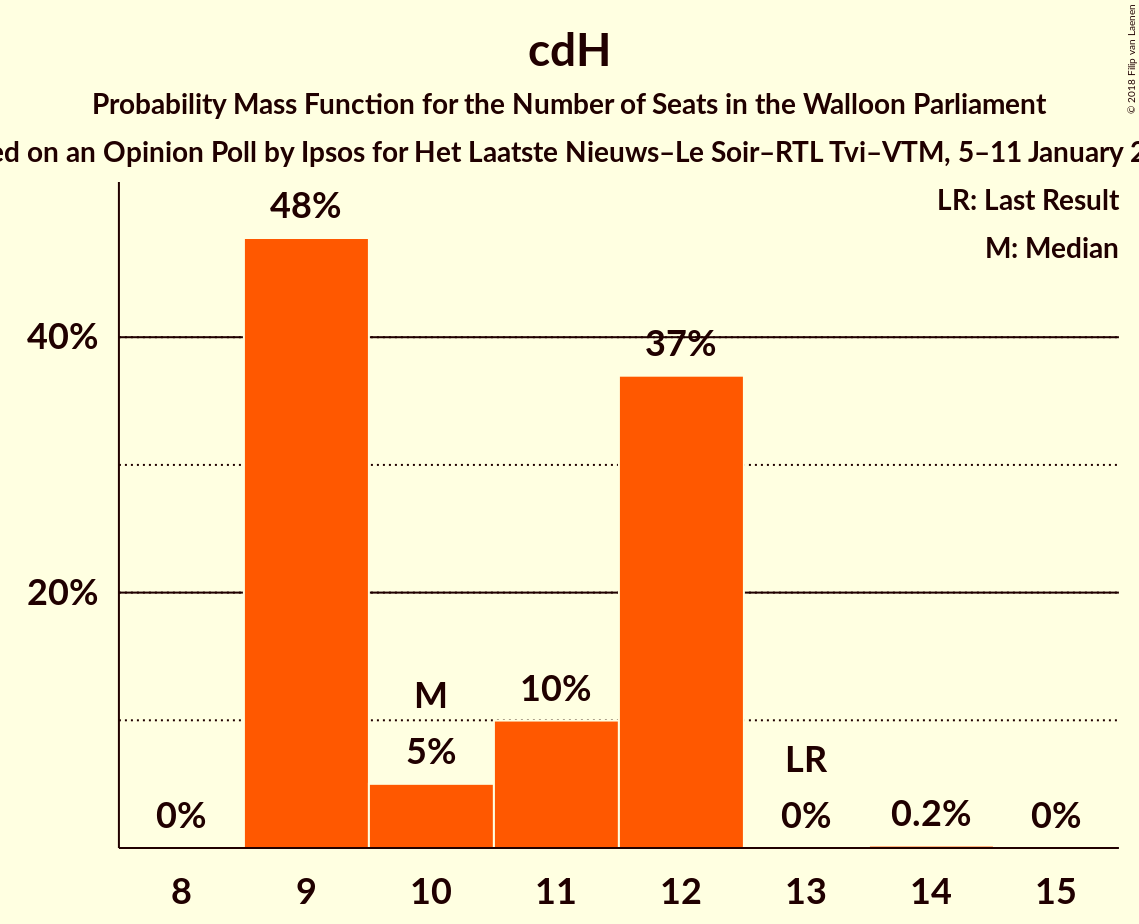 cdH
Probability Mass Function for the Number of Seats in the Walloon Parliament
on an Opinion Poll by Ipsos for Het Laatste Nieuws–Le Soir–RTL Tvi–VTM, 5–11 January
© 2018 Filip van Laenen
LR: Last Result
M: Median
40%
20%
0%
48%
M
5%
10%
37%
LR
0%
0.2%
0%
8 9 10 11 12 13 14 15